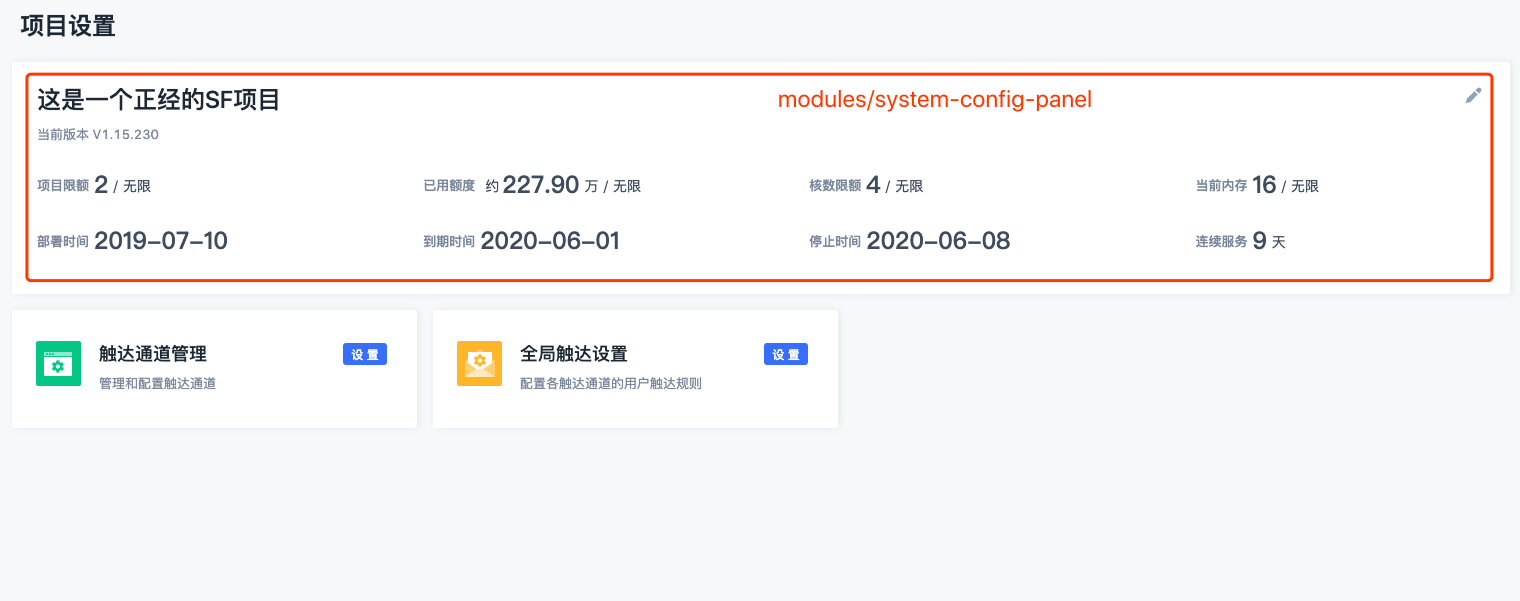 项目设置
这是一个正经的SF项目
modules/system-config-panel
当前版本 V1.15.230
项目限额 2 / 无限 已用额度 约 227.90 万 / 无限 核数限额 4 / 无限 当前内存 16 / 无限
部署时间 2019-07-10 到期时间 2020-06-01 停止时间 2020-06-08 连续服务 9 天
触达通道管理 设 置 全局触达设置 设 置
管理和配置触达通道 配置各触达通道的用户触达规则